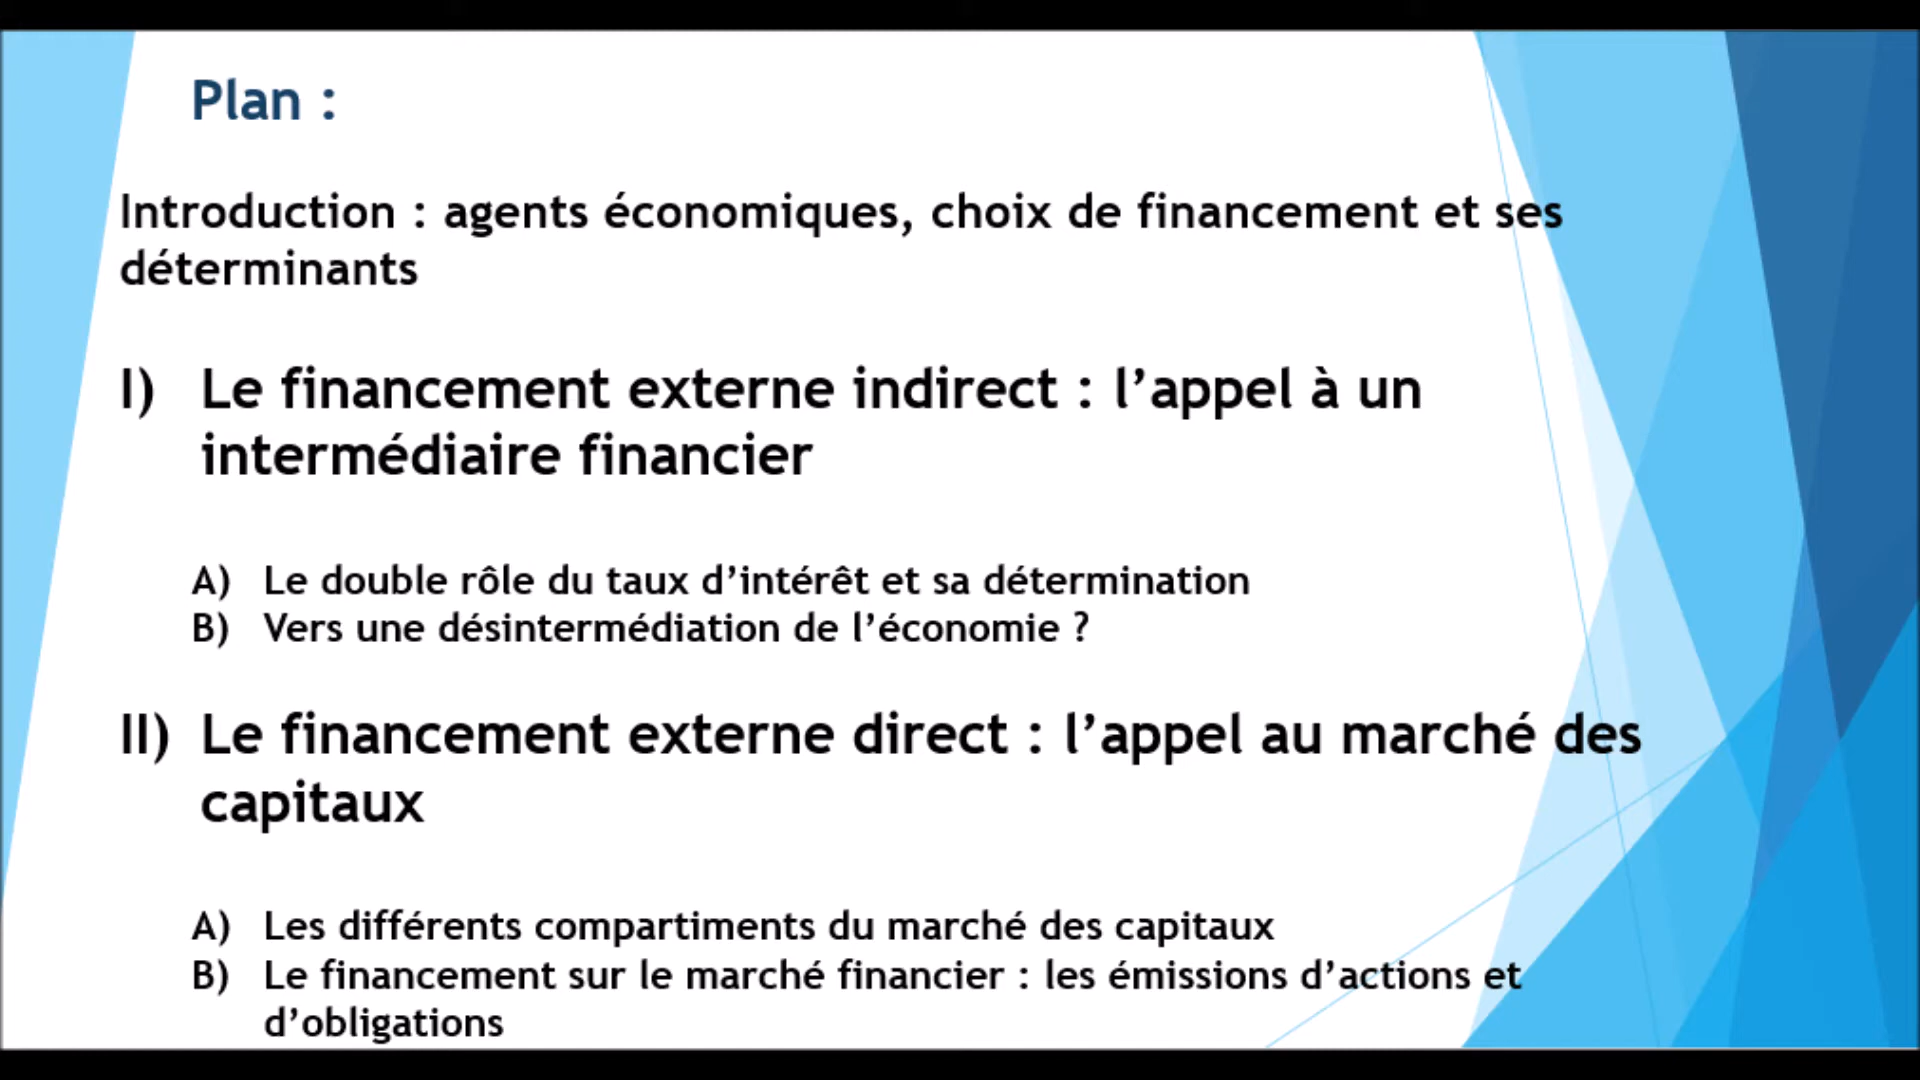 Plan :
Introduction : agents économiques, choix de financement et ses
déterminants
I) Le financement externe indirect : l’appel à un
intermédiaire financier
A) Le double rôle du taux d’intérêt et sa détermination
B) Vers une désintermédiation de l’économie ?
II) Le financement externe direct : l’appel au marché des
capitaux
A) Les différents compartiments du marché des capitaux
B) Le financement sur le marché financier : les émissions d’actions et
d’obligations